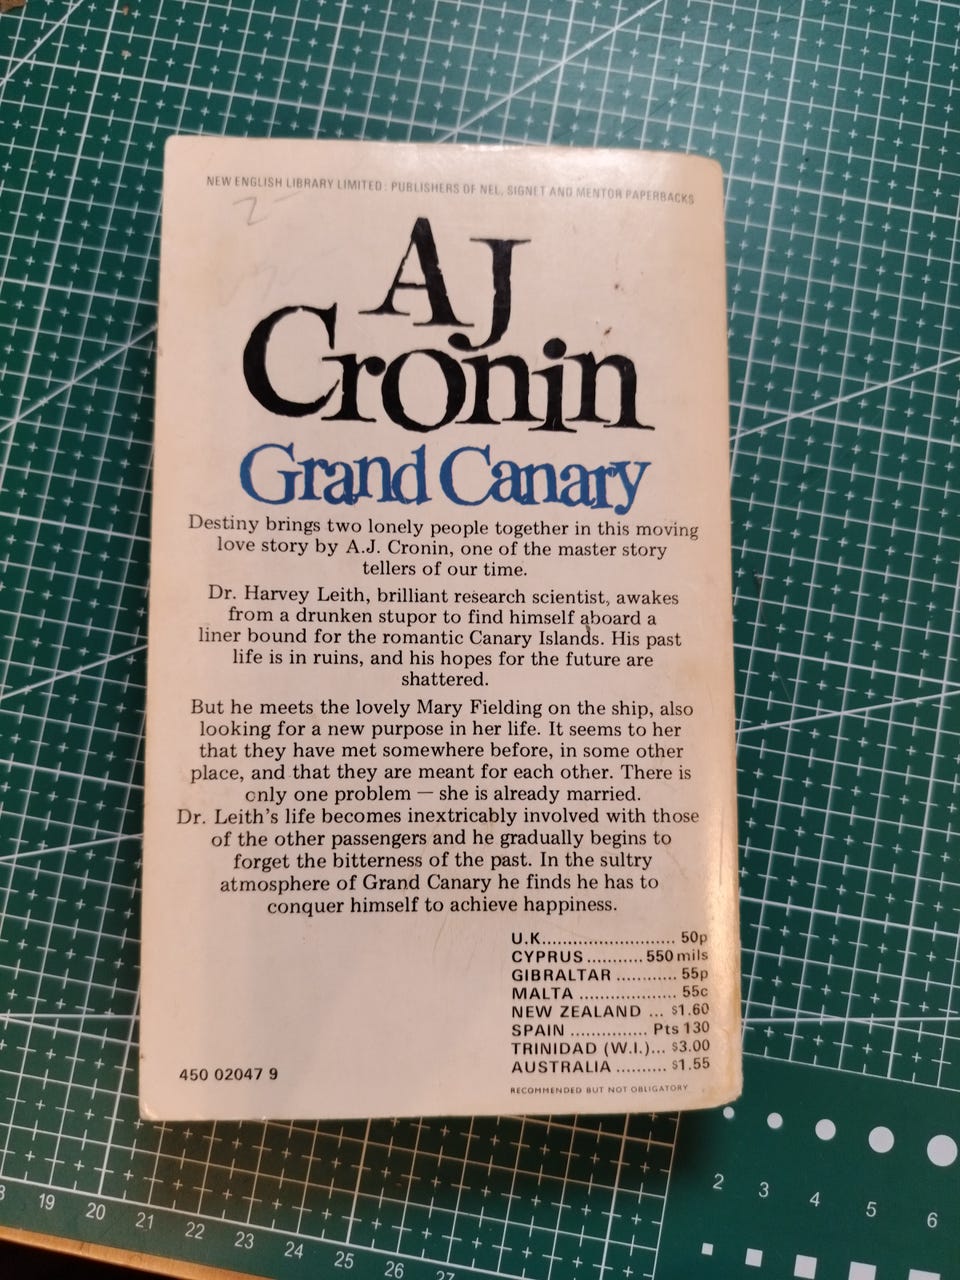 NEW ENGLISH LIBRARY LIMITED: PUBLISHERS OF NEL, SIGNET AND MENTOR PAPERBACKS
2-
AJ
Cronin
Grand Canary
Destiny brings two lonely people together in this moving
love story by A.J. Cronin, one of the master story
tellers of our time.
Dr. Harvey Leith, brilliant research scientist, awakes
from a drunken stupor to find himself aboard a
liner bound for the romantic Canary Islands. His past
life is in ruins, and his hopes for the future are
shattered.
But he meets the lovely Mary Fielding on the ship, also
looking for a new purpose in her life. It seems to her
that they have met somewhere before, in some other
place, and that they are meant for each other. There is
only one problem — she is already married.
Dr. Leith's life becomes inextricably involved with those
of the other passengers and he gradually begins to
forget the bitterness of the past. In the sultry
atmosphere of Grand Canary he finds he has to
conquer himself to achieve happiness.
U.K.......................... 50p
CYPRUS ........... 550 mils
GIBRALTAR ............ 55p
MALTA ................... 55c
NEW ZEALAND ... $1.60
SPAIN ............... Pts 130
TRINIDAD (W.I.)... $3.00
AUSTRALIA .......... $1.55
RECOMMENDED BUT NOT OBLIGATORY
450 02047 9
2 3 4 5 6
19 20 21 22 23 24 25 26 27